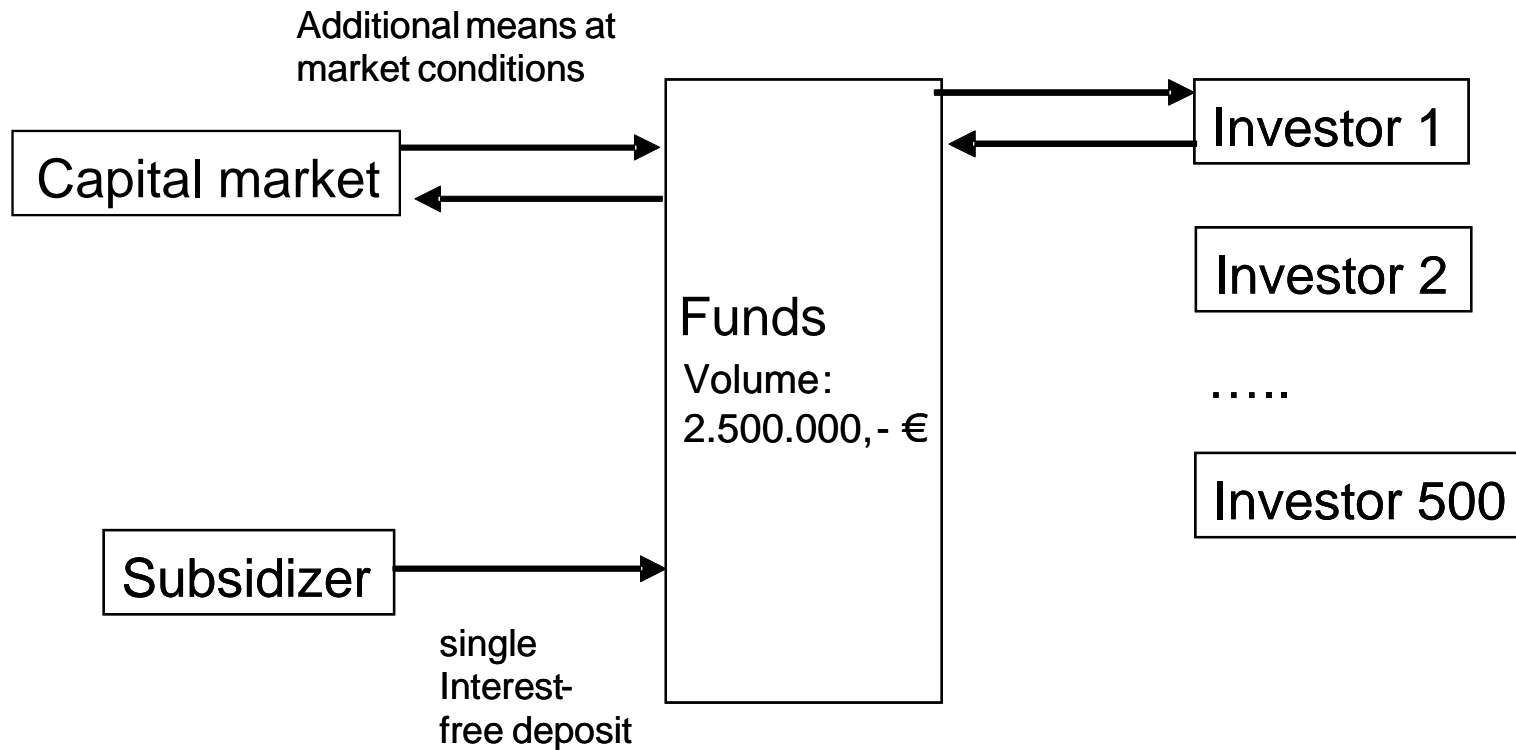 Additional means at
market conditions
Capital market
Investor 1
Investor 2
Funds
Volume:
2.500.000,- €
.....
Investor 500
Subsidizer
single
Interest-
free deposit